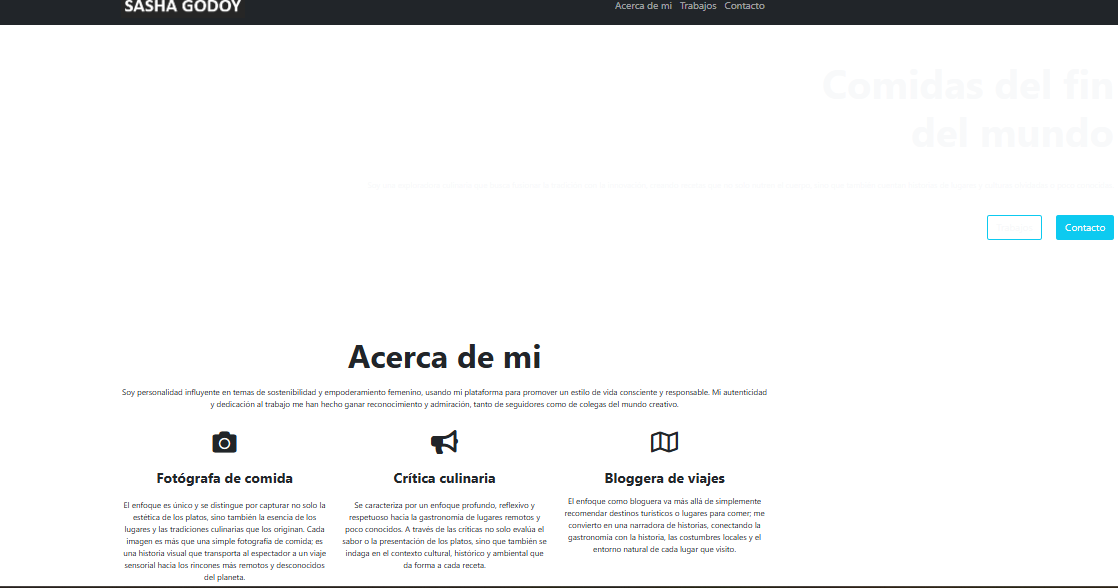 SASHA GODOY
Acerca de mi Trabajos Contacto
Comidas del fin
del mundo
Contacto
Acerca de mi
Soy personalidad influyente en temas de sostenibilidad y empoderamiento femenino, usando mi plataforma para promover un estilo de vida consciente y responsable. Mi autenticidad
y dedicación al trabajo me han hecho ganar reconocimiento y admiración, tanto de seguidores como de colegas del mundo creativo.
Fotógrafa de comida
El enfoque es único y se distingue por capturar no solo la
estética de los platos, sino también la esencia de los
lugares y las tradiciones culinarias que los originan. Cada
imagen es más que una simple fotografía de comida; es
una historia visual que transporta al espectador a un viaje
sensorial hacia los rincones más remotos y desconocidos
del planeta.
Crítica culinaria
Se caracteriza por un enfoque profundo, reflexivo y
respetuoso hacia la gastronomía de lugares remotos y
poco conocidos. A través de las críticas no solo evalúa el
sabor o la presentación de los platos, sino que también se
indaga en el contexto cultural, histórico y ambiental que
da forma a cada receta.
Bloggera de viajes
El enfoque como bloguera va más allá de simplemente
recomendar destinos turísticos o lugares para comer; me
convierto en una narradora de historias, conectando la
gastronomía con la historia, las costumbres locales y el
entorno natural de cada lugar que visito.